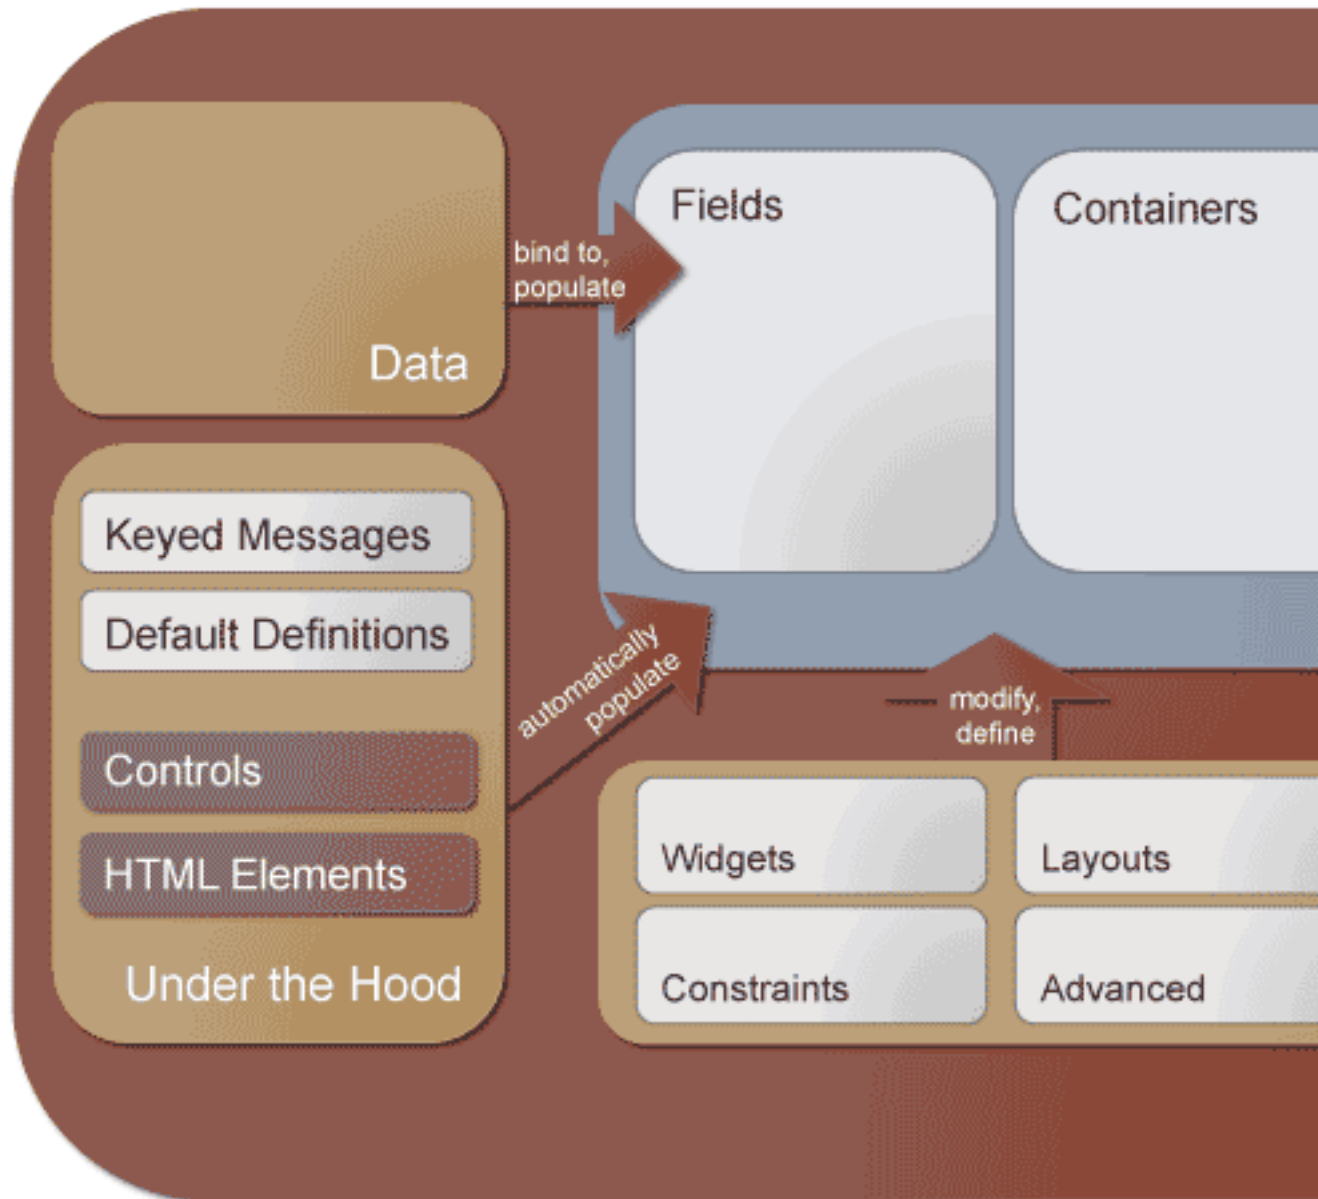 Fields
Containers
bind to,
populate
Data
Keyed Messages
Default Definitions
Controls
HTML Elements
Under the Hood
automatically
populate
modify,
define
Widgets
Layouts
Constraints
Advanced